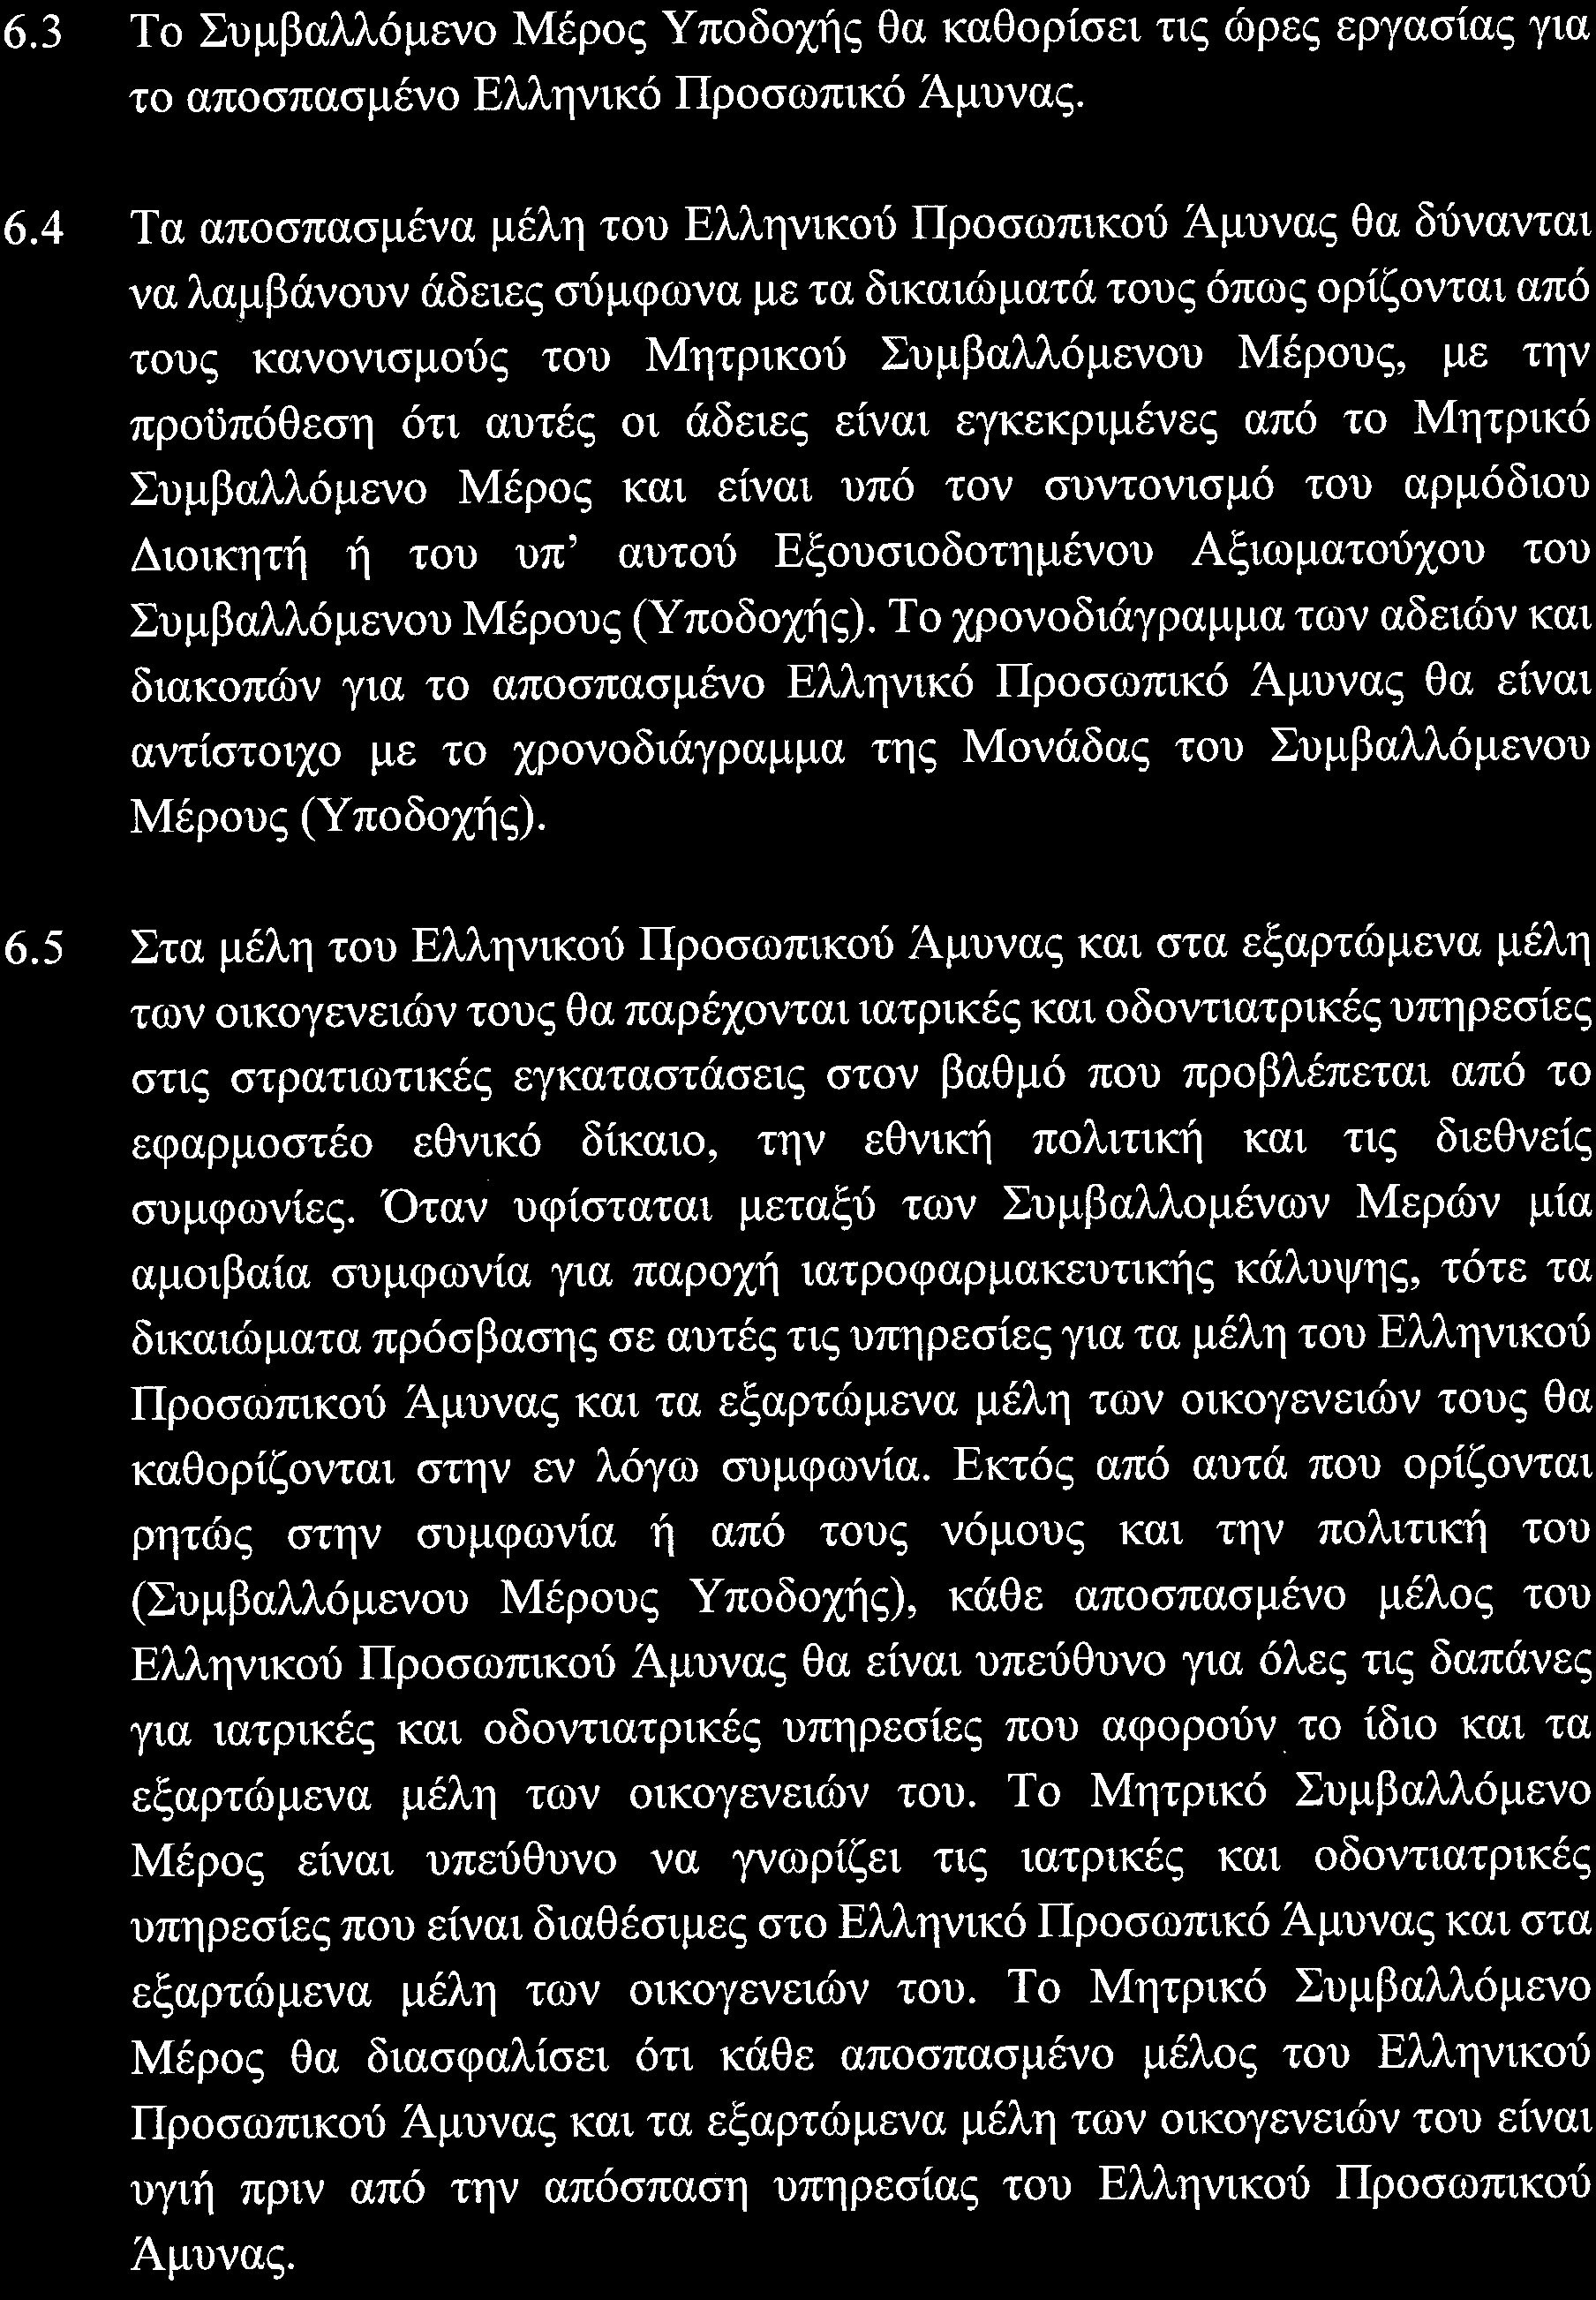 6.3 Το Συμβαλλόμενο Μέρος Υποδοχής θα καθορίσει τις ώρες εργασίας για
το αποσπασμένο Ελληνικό Προσωπικό Άμυνας.
6.4 Τα αποσπασμένα μέλη του Ελληνικού Προσωπικού Άμυνας θα δύνανται
να λαμβάνουν άδειες σύμφωνα με τα δικαιώματά τους όπως ορίζονται από
τους κανονισμούς του Μητρικού Συμβαλλόμενου Μέρους, με την
προϋπόθεση ότι αυτές οι άδειες είναι εγκεκριμένες από το Μητρικό
Συμβαλλόμενο Μέρος και είναι υπό τον συντονισμό του αρμόδιου
Διοικητή ή του υπ’ αυτού Εξουσιοδοτημένου Αξιωματούχου του
Συμβαλλόμενου Μέρους (Υποδοχής). Το χρονοδιάγραμμα των αδειών και
διακοπών για το αποσπασμένο Ελληνικό Προσωπικό Άμυνας θα είναι
αντίστοιχο με το χρονοδιάγραμμα της Μονάδας του Συμβαλλόμενου
Μέρους (Υποδοχής).
6.5 Στα μέλη του Ελληνικού Προσωπικού Άμυνας και στα εξαρτώμενα μέλη
των οικογενειών τους θα παρέχονται ιατρικές και οδοντιατρικές υπηρεσίες
στις στρατιωτικές εγκαταστάσεις στον βαθμό που προβλέπεται από το
εφαρμοστέο εθνικό δίκαιο, την εθνική πολιτική και τις διεθνείς
συμφωνίες. Όταν υφίσταται μεταξύ των Συμβαλλομένων Μερών μία
αμοιβαία συμφωνία για παροχή ιατροφαρμακευτικής κάλυψης, τότε τα
δικαιώματα πρόσβασης σε αυτές τις υπηρεσίες για τα μέλη του Ελληνικού
Προσωπικού Άμυνας και τα εξαρτώμενα μέλη των οικογενειών τους θα
καθορίζονται στην εν λόγω συμφωνία. Εκτός από αυτά που ορίζονται
ρητώς στην συμφωνία ή από τους νόμους και την πολιτική του
(Συμβαλλόμενου Μέρους Υποδοχής), κάθε αποσπασμένο μέλος του
Ελληνικού Προσωπικού Άμυνας θα είναι υπεύθυνο για όλες τις δαπάνες
για ιατρικές και οδοντιατρικές υπηρεσίες που αφορούν το ίδιο και τα
εξαρτώμενα μέλη των οικογενειών του. Το Μητρικό Συμβαλλόμενο
Μέρος είναι υπεύθυνο να γνωρίζει τις ιατρικές και οδοντιατρικές
υπηρεσίες που είναι διαθέσιμες στο Ελληνικό Προσωπικό Άμυνας και στα
εξαρτώμενα μέλη των οικογενειών του. Το Μητρικό Συμβαλλόμενο
Μέρος θα διασφαλίσει ότι κάθε αποσπασμένο μέλος του Ελληνικού
Προσωπικού Άμυνας και τα εξαρτώμενα μέλη των οικογενειών του είναι
υγιή πριν από την απόσπαση υπηρεσίας του Ελληνικού Προσωπικού
Άμυνας.